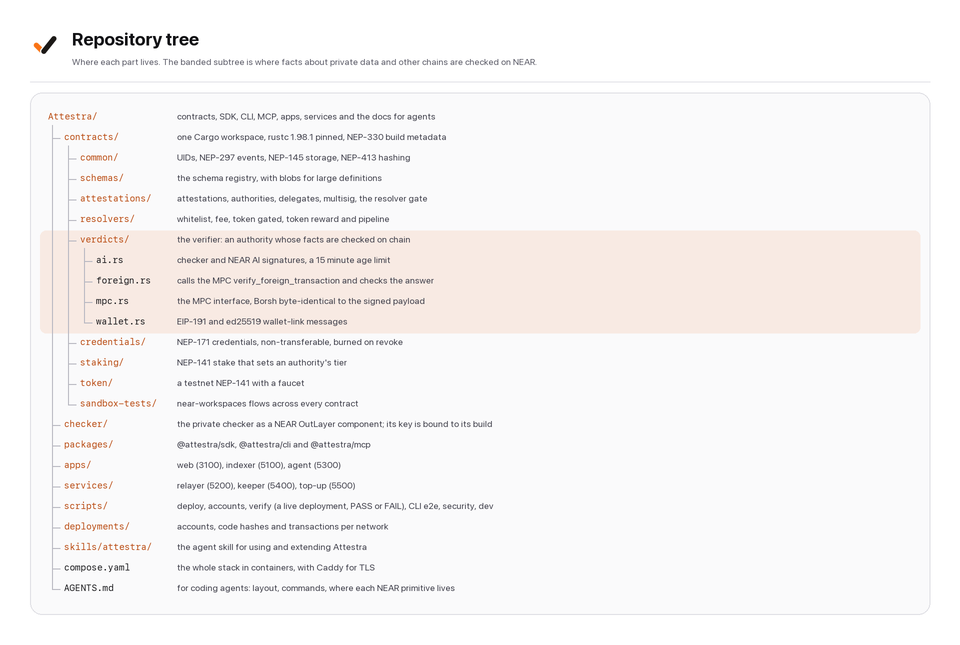 Repository tree
Where each part lives. The banded subtree is where facts about private data and other chains are checked on NEAR.
Attestra/ contracts, SDK, CLI, MCP, apps, services and the docs for agents
contracts/ one Cargo workspace, rustc 1.98.1 pinned, NEP-330 build metadata
common/ UIDs, NEP-297 events, NEP-145 storage, NEP-413 hashing
schemas/ the schema registry, with blobs for large definitions
attestations/ attestations, authorities, delegates, multisig, the resolver gate
resolvers/ whitelist, fee, token gated, token reward and pipeline
verdicts/ the verifier: an authority whose facts are checked on chain
ai.rs checker and NEAR AI signatures, a 15 minute age limit
foreign.rs calls the MPC verify_foreign_transaction and checks the answer
mpc.rs the MPC interface, Borsh byte-identical to the signed payload
wallet.rs EIP-191 and ed25519 wallet-link messages
credentials/ NEP-171 credentials, non-transferable, burned on revoke
staking/ NEP-141 stake that sets an authority's tier
token/ a testnet NEP-141 with a faucet
sandbox-tests/ near-workspaces flows across every contract
checker/ the private checker as a NEAR OutLayer component; its key is bound to its build
packages/ @attestra/sdk, @attestra/cli and @attestra/mcp
apps/ web (3100), indexer (5100), agent (5300)
services/ relayer (5200), keeper (5400), top-up (5500)
scripts/ deploy, accounts, verify (a live deployment, PASS or FAIL), CLI e2e, security, dev
deployments/ accounts, code hashes and transactions per network
skills/attestra/ the agent skill for using and extending Attestra
compose.yaml the whole stack in containers, with Caddy for TLS
AGENTS.md for coding agents: layout, commands, where each NEAR primitive lives